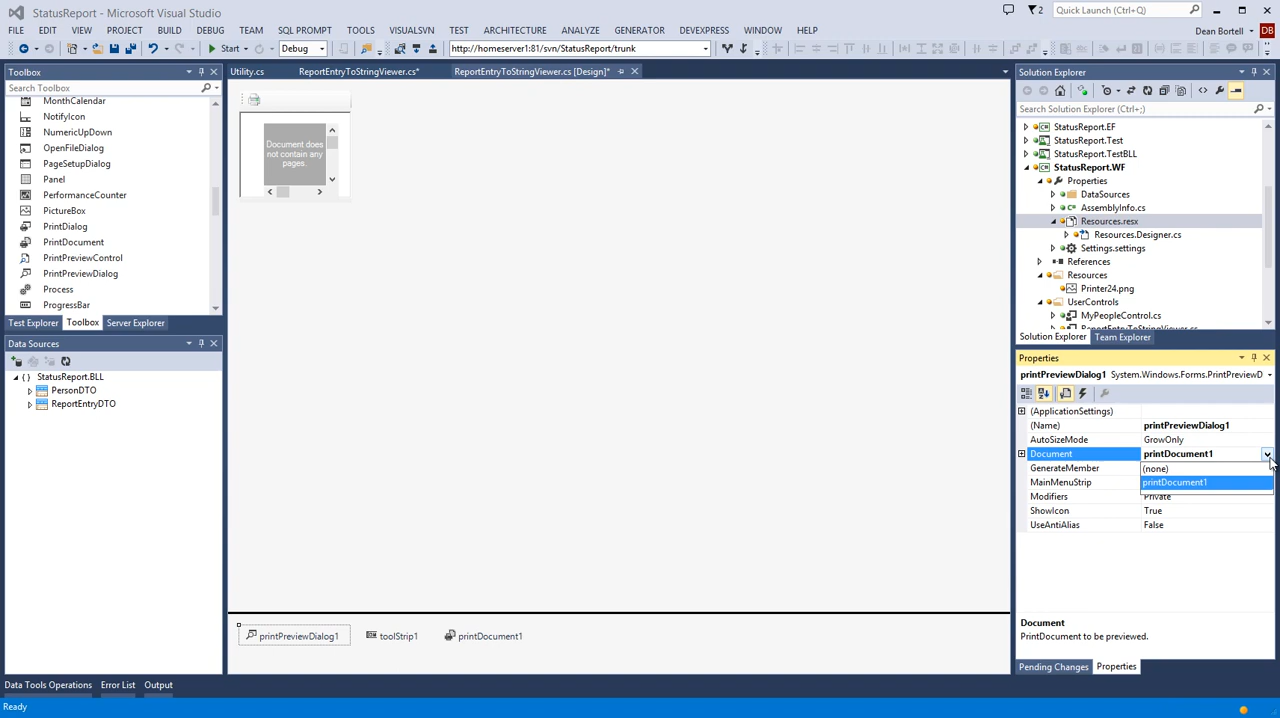 StatusReport - Microsoft Visual Studio
2
Quick Launch (Ctrl+;)
FILE EDIT VIEW PROJECT BUILD DEBUG TEAM SQL PROMPT TOOLS VISUALSVN TEST ARCHITECTURE ANALYZE GENERATOR DEVEXPRESS WINDOW HELP
Dean Bortell DB
Start Debug http://homeserver1:81/svn/StatusReport/trunk
Toolbox
Utility.cs ReportEntryToStringViewer.cs* ReportEntryToStringViewer.cs [Design]*
Solution Explorer
Search Toolbox
Search Solution Explorer (Ctrl+;)
MonthCalendar
NotifyIcon
NumericUpDown
OpenFileDialog
PageSetupDialog
Panel
PerformanceCounter
PictureBox
PrintDialog
PrintDocument
PrintPreviewControl
PrintPreviewDialog
Process
ProgressBar
Test Explorer Toolbox Server Explorer
Document does
not contain any
pages.
StatusReport.EF
StatusReport.Test
StatusReport.TestBLL
StatusReport.WF
Properties
DataSources
AssemblyInfo.cs
Resources.resx
Resources.Designer.cs
Settings.settings
References
Resources
Printer24.png
UserControls
MyPeopleControl.cs
ReportEntryToStringViewer.cs
Solution Explorer Team Explorer
Data Sources
StatusReport.BLL
PersonDTO
ReportEntryDTO
Properties
printPreviewDialog1 System.Windows.Forms.PrintPreviewD
(ApplicationSettings)
(Name) printPreviewDialog1
AutoSizeMode GrowOnly
Document printDocument1
GenerateMember (none)
MainMenuStrip printDocument1
Modifiers Private
ShowIcon True
UseAntiAlias False
Document
PrintDocument to be previewed.
printPreviewDialog1 toolStrip1 printDocument1
Pending Changes Properties
Data Tools Operations Error List Output
Ready